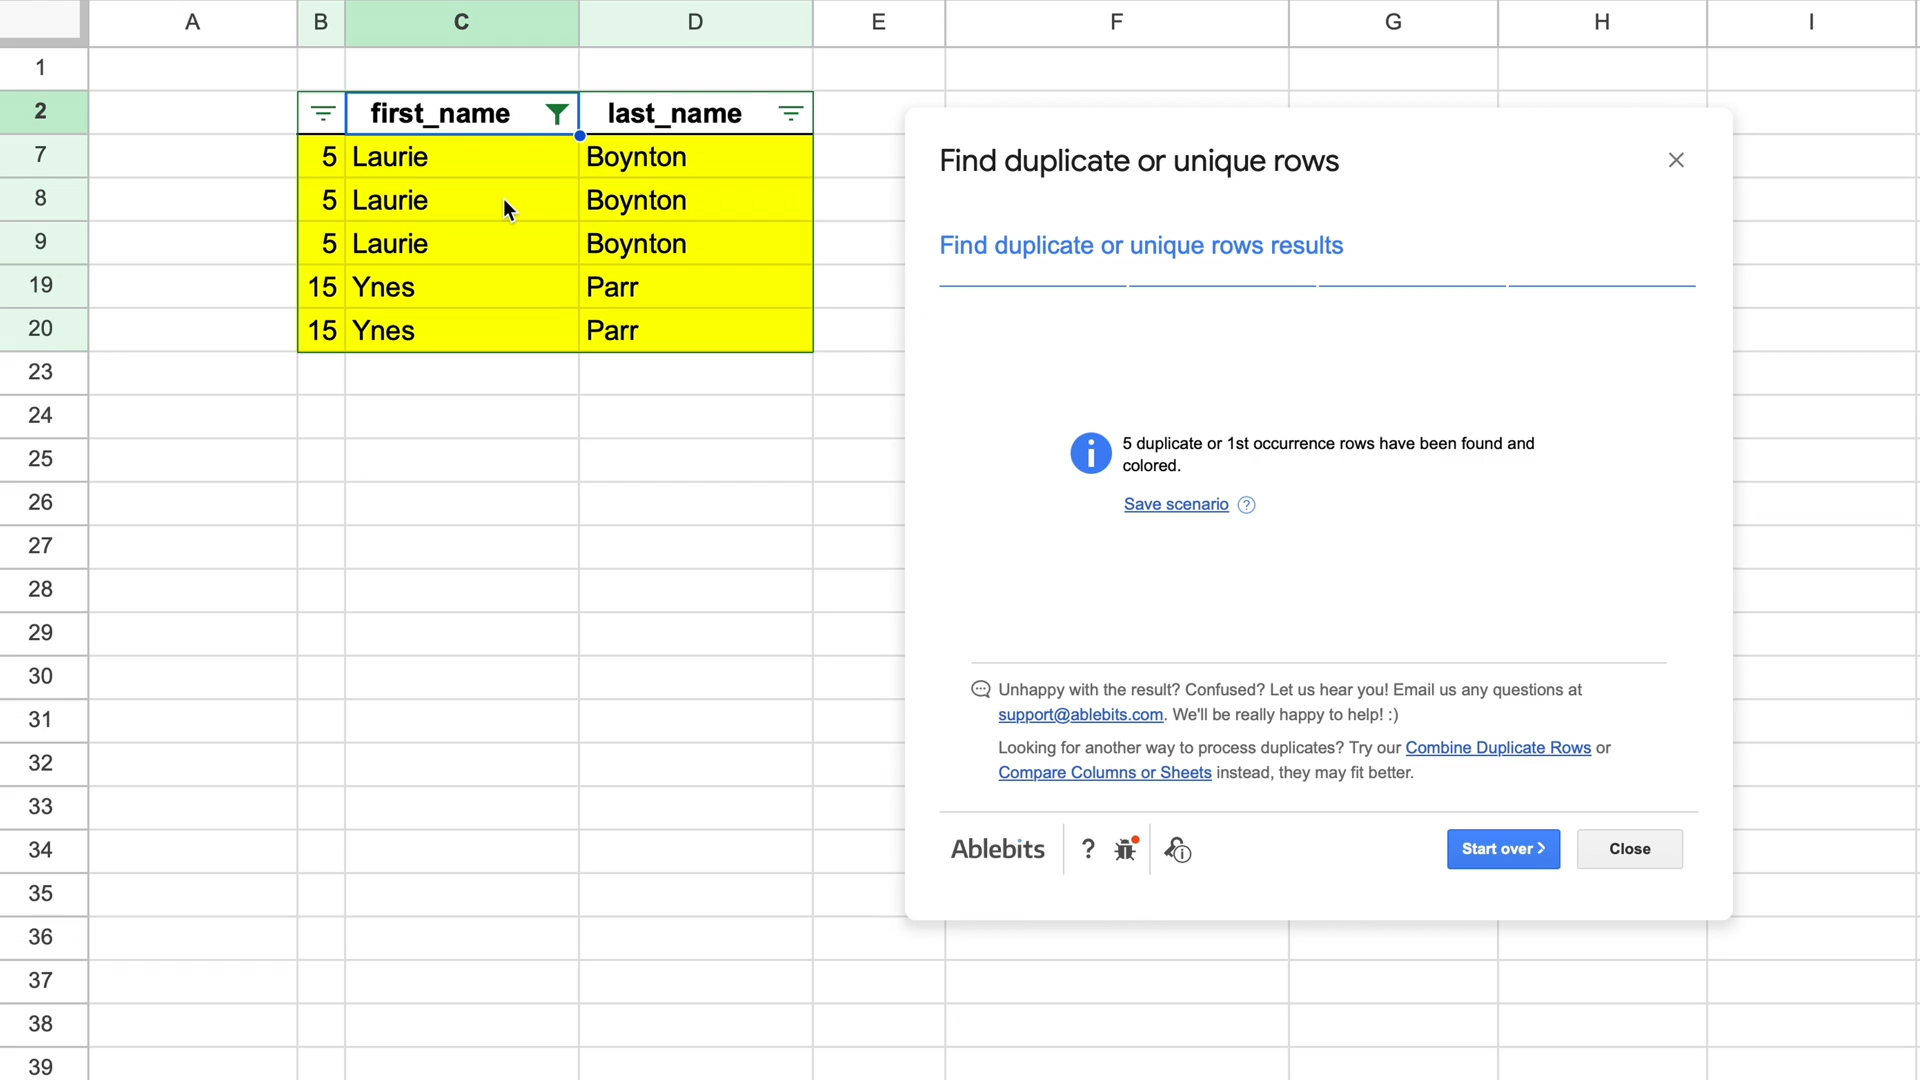 A B C D E F G H I
1
2 first_name last_name
7 5 Laurie Boynton
8 5 Laurie Boynton
9 5 Laurie Boynton
19 15 Ynes Parr
20 15 Ynes Parr
23
24
25
26
27
28
29
30
31
32
33
34
35
36
37
38
39
Find duplicate or unique rows
Find duplicate or unique rows results
5 duplicate or 1st occurrence rows have been found and
colored.
Save scenario ?
Unhappy with the result? Confused? Let us hear you! Email us any questions at
support@ablebits.com. We'll be really happy to help! :)
Looking for another way to process duplicates? Try our Combine Duplicate Rows or
Compare Columns or Sheets instead, they may fit better.
Ablebits ? Start over > Close